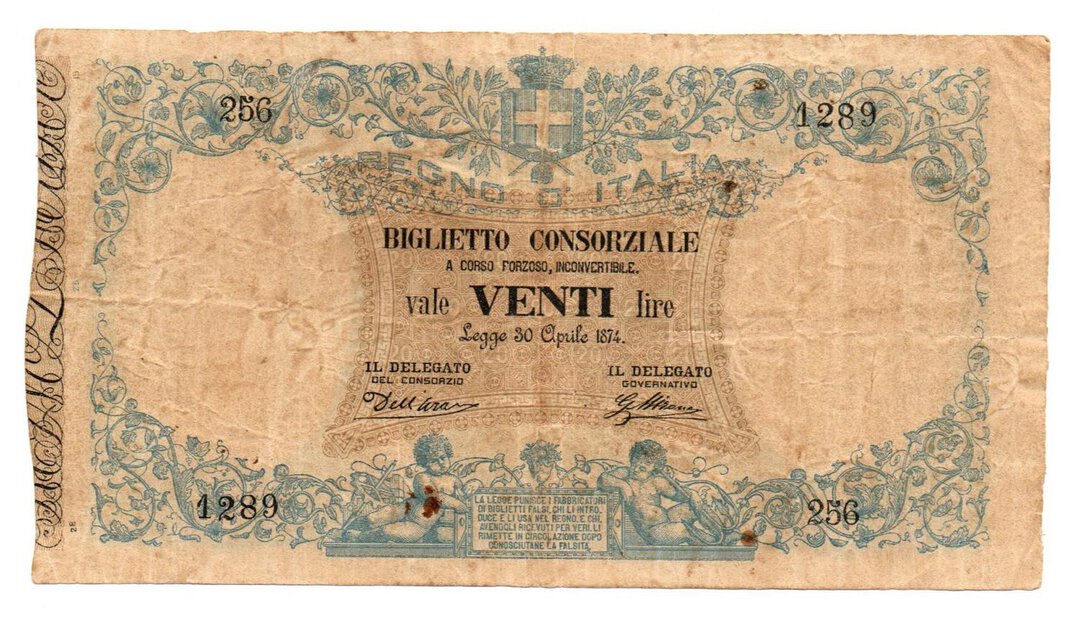 256
1289
REGNO D'ITALIA
BIGLIETTO CONSORZIALE
A CORSO FORZOSO, INCONVERTIBILE.
vale VENTI lire
Legge 30 Aprile 1874.
IL DELEGATO
DEL CONSORZIO
IL DELEGATO
GOVERNATIVO
1289
256
LA LEGGE PUNISCE I FABBRICATORI
DI BIGLIETTI FALSI, CHI LI INTRO-
DUCE E LI USA NEL REGNO, E CHI,
AVENDOLI RICEVUTI PER VERI, LI
RIMETTE IN CIRCOLAZIONE DOPO
CONOSCIUTANE LA FALSITÀ.